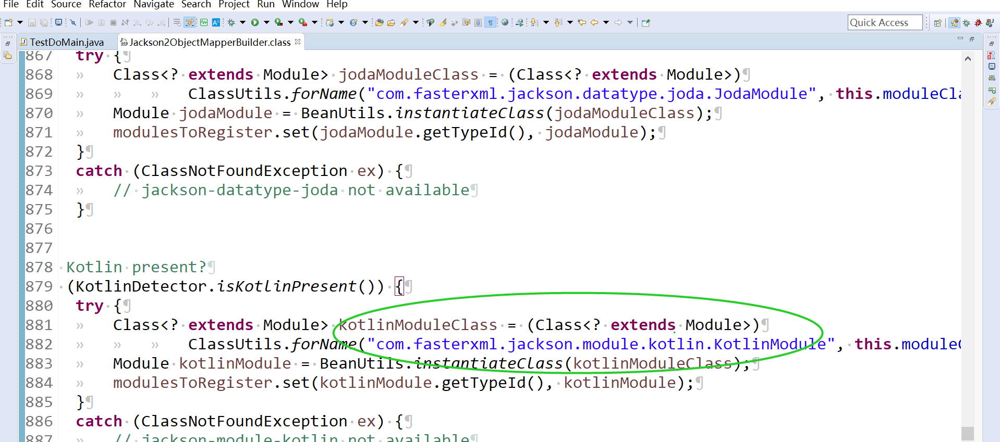 File Edit Source Refactor Navigate Search Project Run Window Help
Quick Access
TestDoMain.java Jackson2ObjectMapperBuilder.class
867 try {¶
868 » Class<? extends Module> jodaModuleClass = (Class<? extends Module>)¶
869 » » » ClassUtils.forName("com.fasterxml.jackson.datatype.joda.JodaModule", this.moduleCla
870 » Module jodaModule = BeanUtils.instantiateClass(jodaModuleClass);¶
871 » modulesToRegister.set(jodaModule.getTypeId(), jodaModule);¶
872 }¶
873 catch (ClassNotFoundException ex) {¶
874 » // jackson-datatype-joda not available¶
875 }¶
876
877
878 Kotlin present?¶
879 (KotlinDetector.isKotlinPresent()) {¶
880 try {¶
881 » Class<? extends Module> kotlinModuleClass = (Class<? extends Module>)¶
882 » » » ClassUtils.forName("com.fasterxml.jackson.module.kotlin.KotlinModule", this.moduleC
883 » Module kotlinModule = BeanUtils.instantiateClass(kotlinModuleClass);¶
884 » modulesToRegister.set(kotlinModule.getTypeId(), kotlinModule);¶
885 }¶
886 catch (ClassNotFoundException ex) {¶
887 » // jackson-module-kotlin not available¶